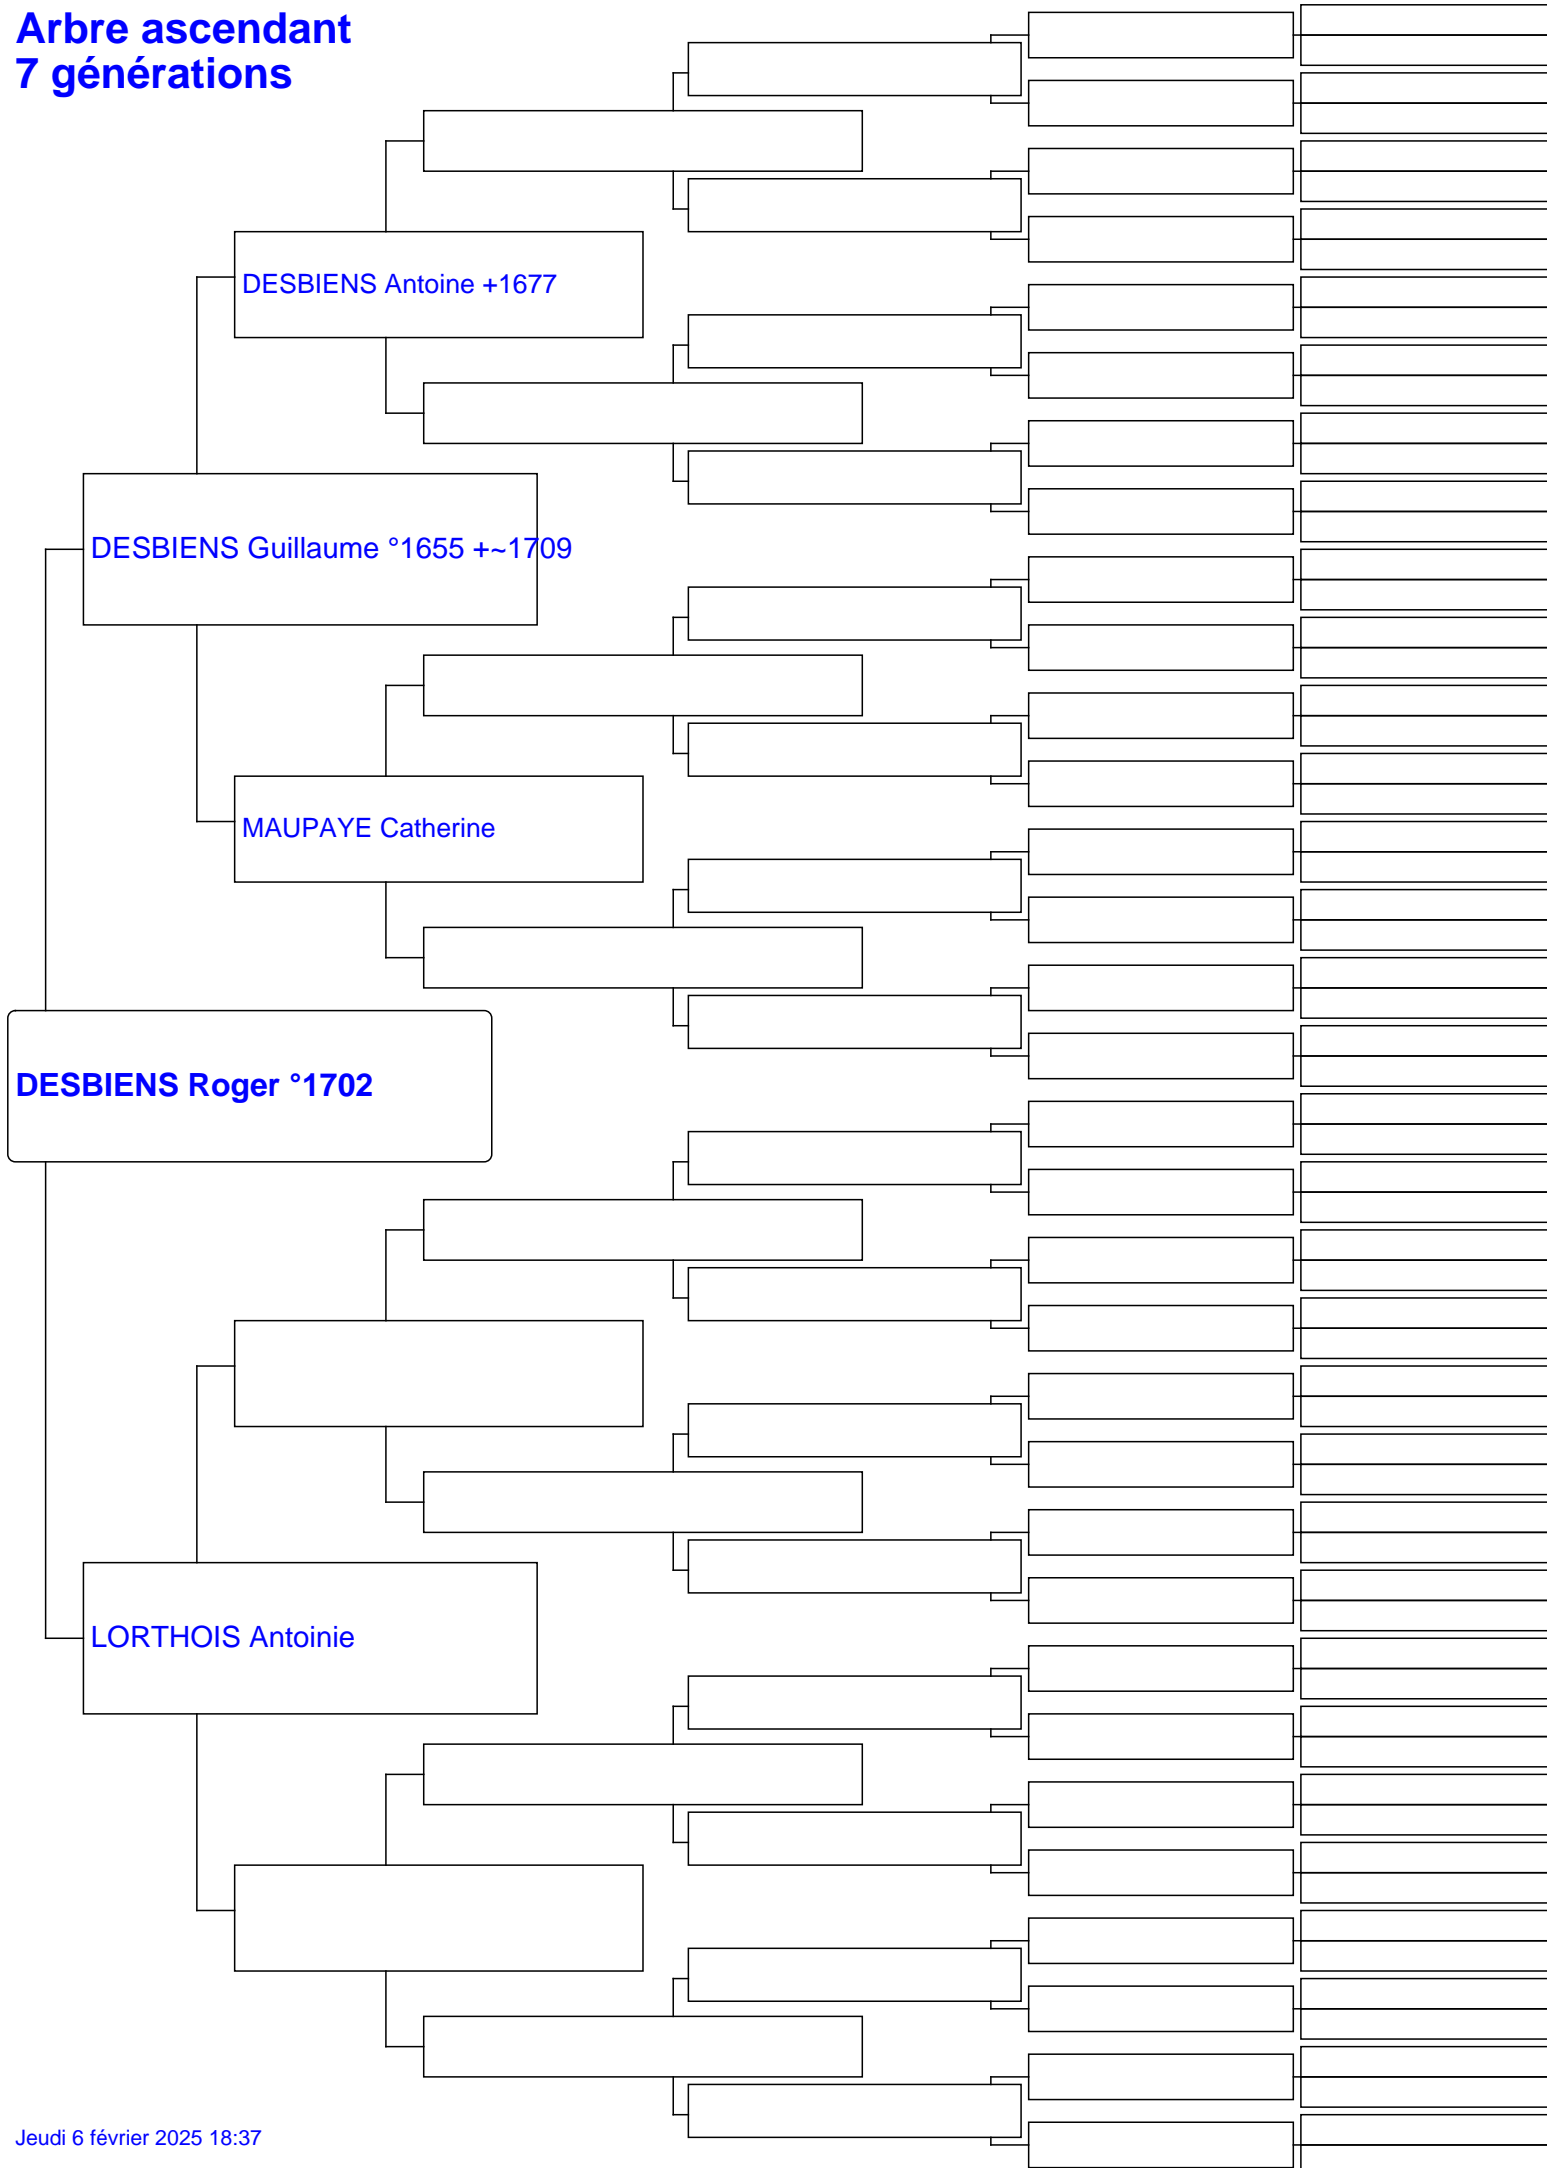 Arbre ascendant
7 générations
DESBIENS Antoine +1677
DESBIENS Guillaume °1655 +~1709
MAUPAYE Catherine
DESBIENS Roger °1702
LORTHOIS Antoinie
Jeudi 6 février 2025 18:37